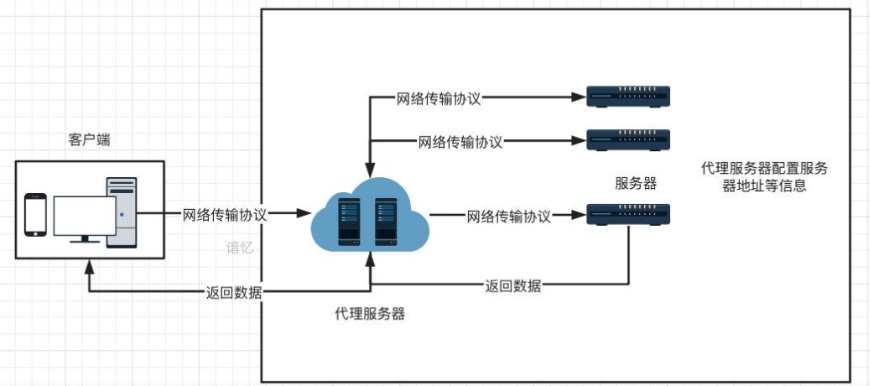 网络传输协议
网络传输协议
客户端
服务器
代理服务器配置服务
器地址等信息
网络传输协议
网络传输协议
谙忆
返回数据
返回数据
代理服务器